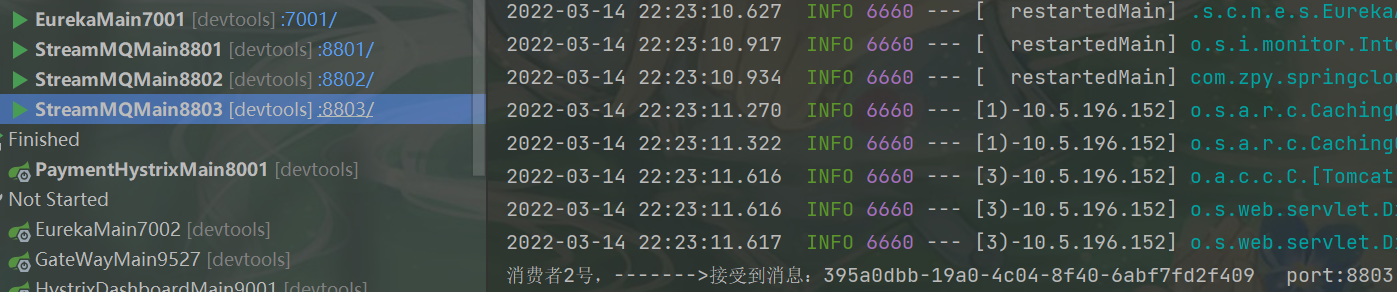 EurekaMain7001 [devtools] :7001/
StreamMQMain8801 [devtools] :8801/
StreamMQMain8802 [devtools] :8802/
StreamMQMain8803 [devtools] :8803/
Finished
PaymentHystrixMain8001 [devtools]
Not Started
EurekaMain7002 [devtools]
GateWayMain9527 [devtools]
HystrixDashboardMain9001 [devtools]
2022-03-14 22:23:10.627 INFO 6660 --- [ restartedMain] .s.c.n.e.s.Eureka
2022-03-14 22:23:10.917 INFO 6660 --- [ restartedMain] o.s.i.monitor.Inte
2022-03-14 22:23:10.934 INFO 6660 --- [ restartedMain] com.zpy.springclou
2022-03-14 22:23:11.270 INFO 6660 --- [1)-10.5.196.152] o.s.a.r.c.Caching
2022-03-14 22:23:11.322 INFO 6660 --- [1)-10.5.196.152] o.s.a.r.c.Caching
2022-03-14 22:23:11.616 INFO 6660 --- [3)-10.5.196.152] o.a.c.c.C.[Tomcat
2022-03-14 22:23:11.616 INFO 6660 --- [3)-10.5.196.152] o.s.web.servlet.D
2022-03-14 22:23:11.617 INFO 6660 --- [3)-10.5.196.152] o.s.web.servlet.D
消费者2号，------->接受到消息：395a0dbb-19a0-4c04-8f40-6abf7fd2f409 port:8803